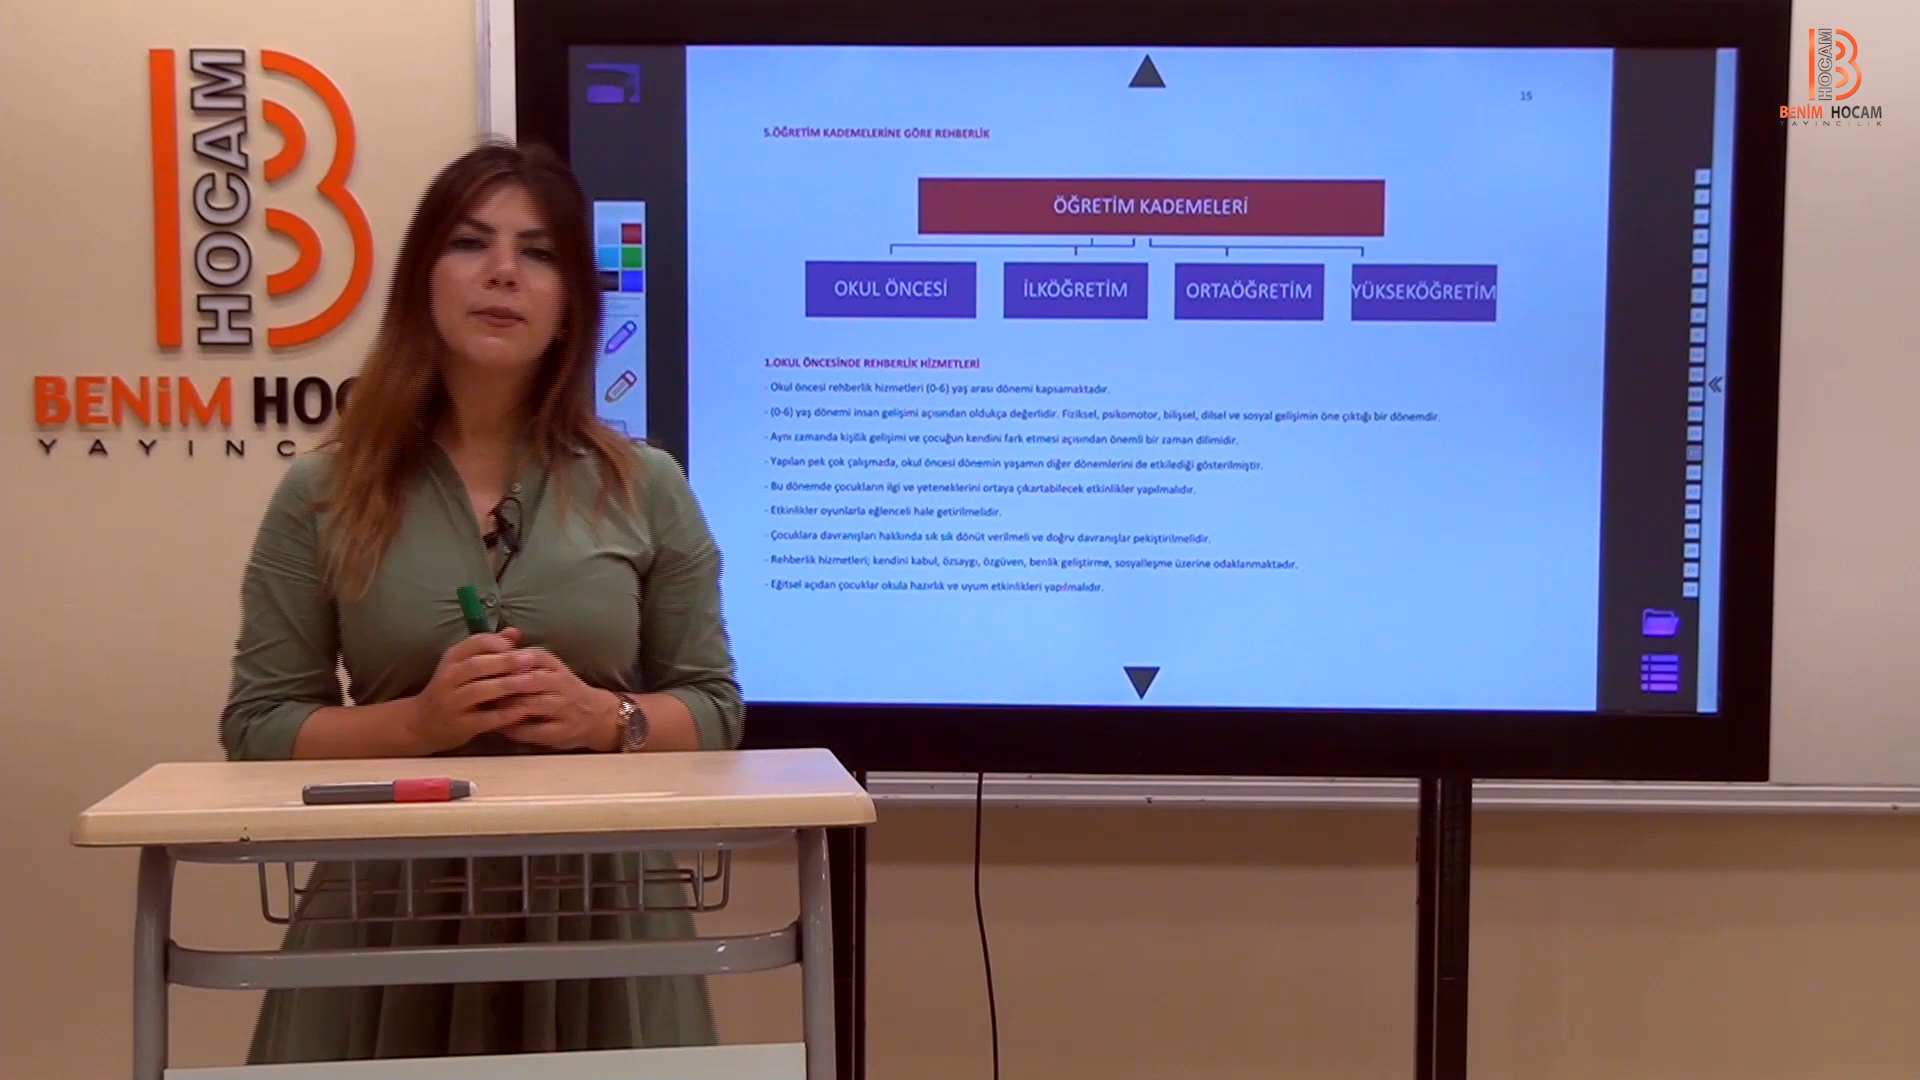 HOCAM
BENİM HOC
YAYINC
HOCAM
BENİM HOCAM
YAYINCILIK
15
5.ÖĞRETİM KADEMELERİNE GÖRE REHBERLİK
ÖĞRETİM KADEMELERİ
OKUL ÖNCESİ
İLKÖĞRETİM
ORTAÖĞRETİM
YÜKSEKÖĞRETİM
1.OKUL ÖNCESİNDE REHBERLİK HİZMETLERİ
- Okul öncesi rehberlik hizmetleri (0-6) yaş arası dönemi kapsamaktadır.
- (0-6) yaş dönemi insan gelişimi açısından oldukça değerlidir. Fiziksel, psikomotor, bilişsel, dilsel ve sosyal gelişimin öne çıktığı bir dönemdir.
- Aynı zamanda kişilik gelişimi ve çocuğun kendini fark etmesi açısından önemli bir zaman dilimidir.
- Yapılan pek çok çalışmada, okul öncesi dönemin yaşamın diğer dönemlerini de etkilediği gösterilmiştir.
- Bu dönemde çocukların ilgi ve yeteneklerini ortaya çıkartabilecek etkinlikler yapılmalıdır.
- Etkinlikler oyunlarla eğlenceli hale getirilmelidir.
- Çocuklara davranışları hakkında sık sık dönüt verilmeli ve doğru davranışlar pekiştirilmelidir.
- Rehberlik hizmetleri; kendini kabul, özsaygı, özgüven, benlik geliştirme, sosyalleşme üzerine odaklanmaktadır.
- Eğitsel açıdan çocuklar okula hazırlık ve uyum etkinlikleri yapılmalıdır.